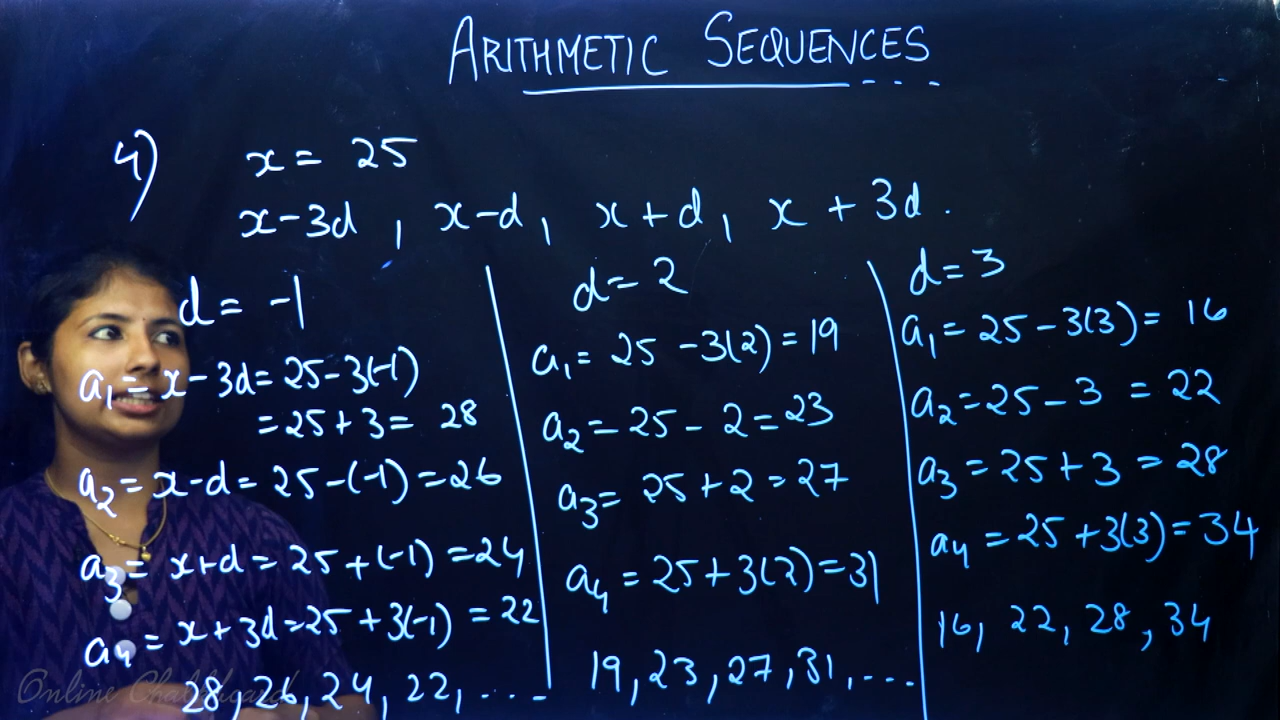 ARITHMETIC SEQUENCES
4) x = 25
x-3d, x-d, x+d, x + 3d.
d = -1
a₁ = x-3d = 25-3(-1)
= 25+3 = 28
a₂ = x-d = 25-(-1) = 26
a₃ = x+d = 25+(-1) = 24
a₄ = x+3d = 25+3(-1) = 22
28, 26, 24, 22, ....
d = 2
a₁ = 25 -3(2) = 19
a₂ = 25 - 2 = 23
a₃ = 25+2 = 27
a₄ = 25+3(2) = 31
19, 23, 27, 31, ....
d = 3
a₁ = 25-3(3) = 16
a₂ = 25-3 = 22
a₃ = 25+3 = 28
a₄ = 25+3(3) = 34
16, 22, 28, 34
Online Chalkboard